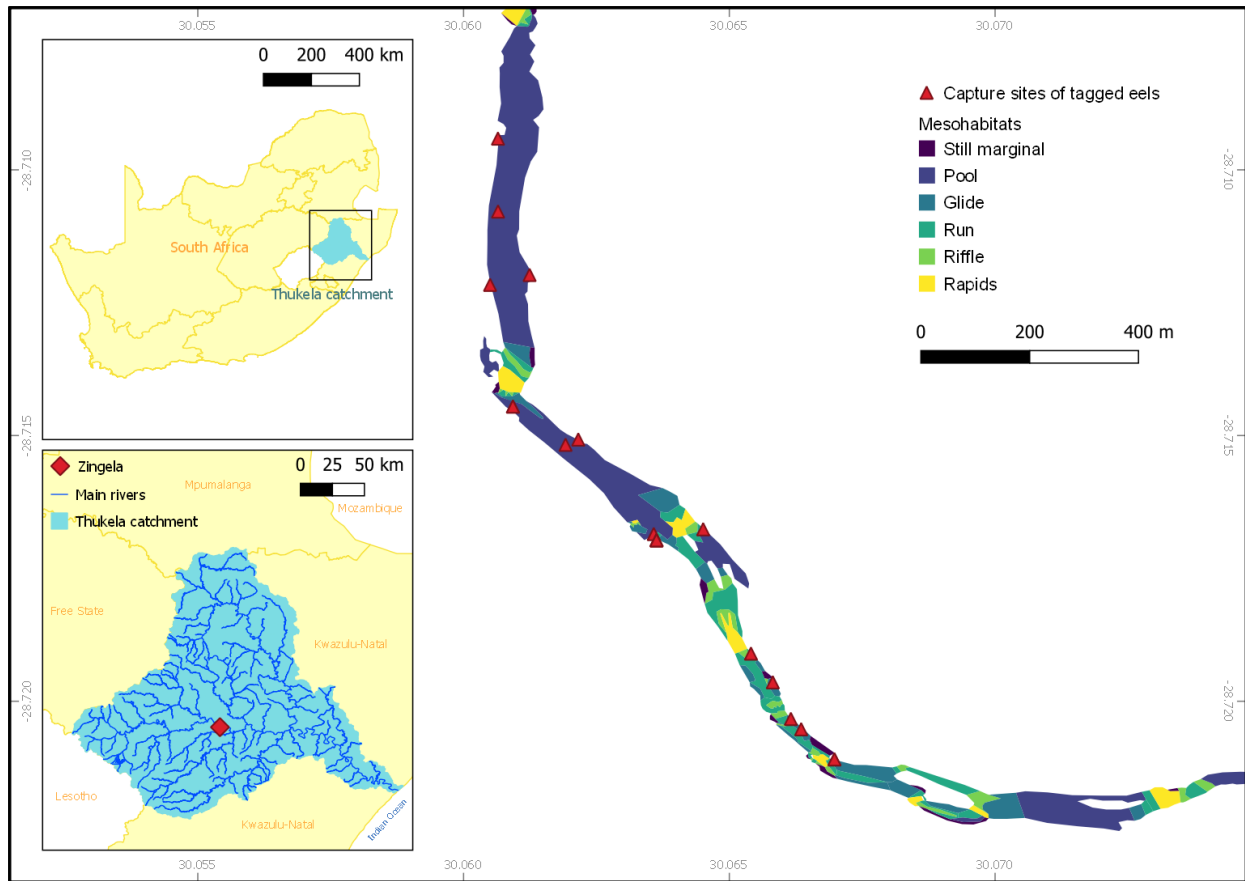 30.055
30.060
30.065
30.070
0 200 400 km
South Africa
Thukela catchment
Capture sites of tagged eels
Mesohabitats
Still marginal
Pool
Glide
Run
Riffle
Rapids
0 200 400 m
-28.710
-28.710
-28.715
-28.715
-28.720
-28.720
Zingela
Main rivers
Thukela catchment
0 25 50 km
Mpumalanga
Mozambique
Free State
Kwazulu-Natal
Lesotho
Kwazulu-Natal
Indian Ocean
30.055
30.060
30.065
30.070